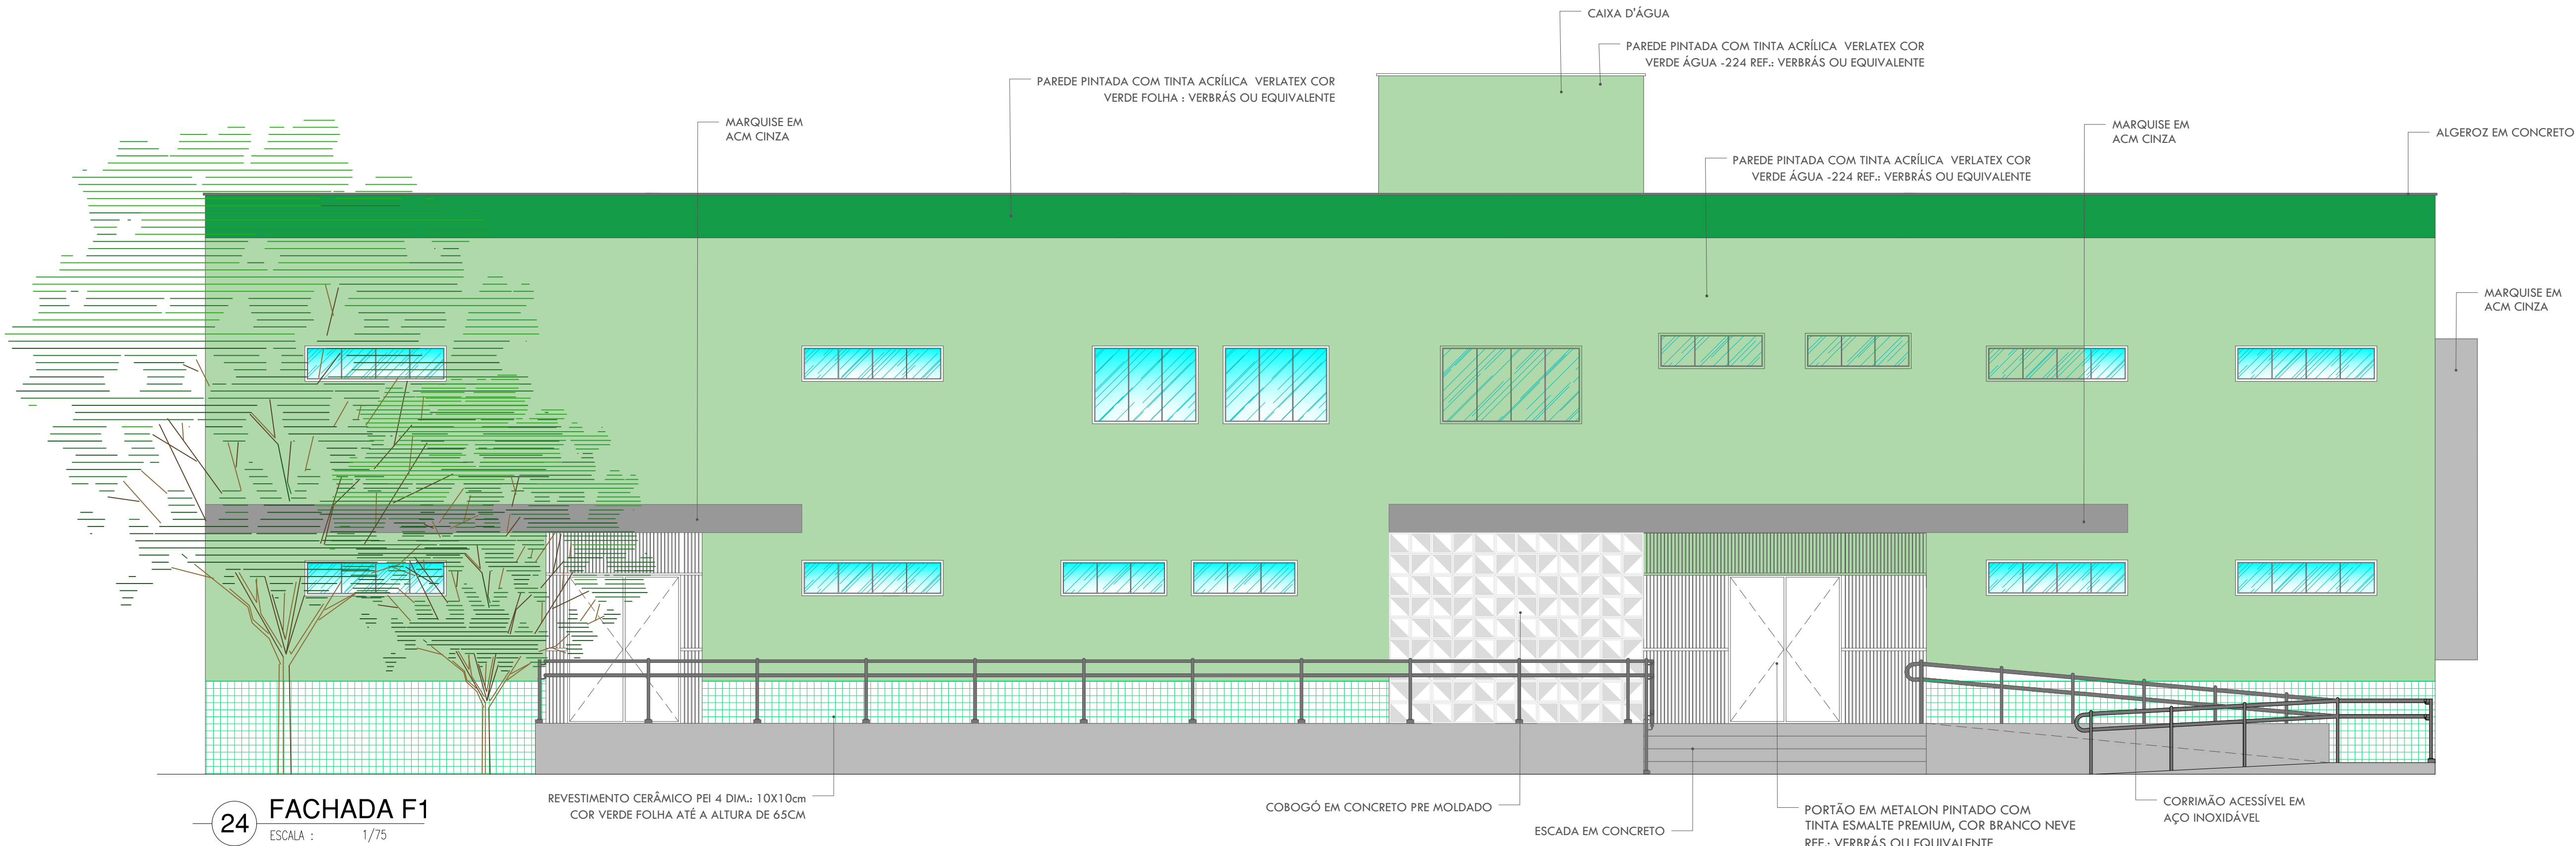 CAIXA D'ÁGUA
PAREDE PINTADA COM TINTA ACRÍLICA VERLATEX COR
VERDE ÁGUA -224 REF.: VERBRÁS OU EQUIVALENTE
PAREDE PINTADA COM TINTA ACRÍLICA VERLATEX COR
VERDE FOLHA : VERBRÁS OU EQUIVALENTE
MARQUISE EM
ACM CINZA
MARQUISE EM
ACM CINZA
ALGEROZ EM CONCRETO
PAREDE PINTADA COM TINTA ACRÍLICA VERLATEX COR
VERDE ÁGUA -224 REF.: VERBRÁS OU EQUIVALENTE
MARQUISE EM
ACM CINZA
REVESTIMENTO CERÂMICO PEI 4 DIM.: 10X10cm
COR VERDE FOLHA ATÉ A ALTURA DE 65CM
COBOGÓ EM CONCRETO PRE MOLDADO
ESCADA EM CONCRETO
PORTÃO EM METALON PINTADO COM
TINTA ESMALTE PREMIUM, COR BRANCO NEVE
REF.: VERBRÁS OU EQUIVALENTE
CORRIMÃO ACESSÍVEL EM
AÇO INOXIDÁVEL
24
FACHADA F1
ESCALA : 1/75